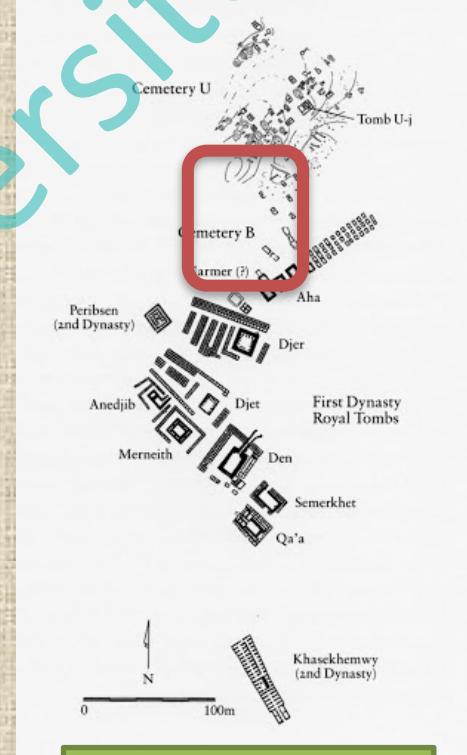 Cemetery U
Tomb U-j
Cemetery B
Narmer (?)
Aha
Peribsen
(2nd Dynasty)
Djer
Anedjib
Djet
First Dynasty
Royal Tombs
Merneith
Den
Semerkhet
Qa'a
N
0 100m
Khasekhemwy
(2nd Dynasty)